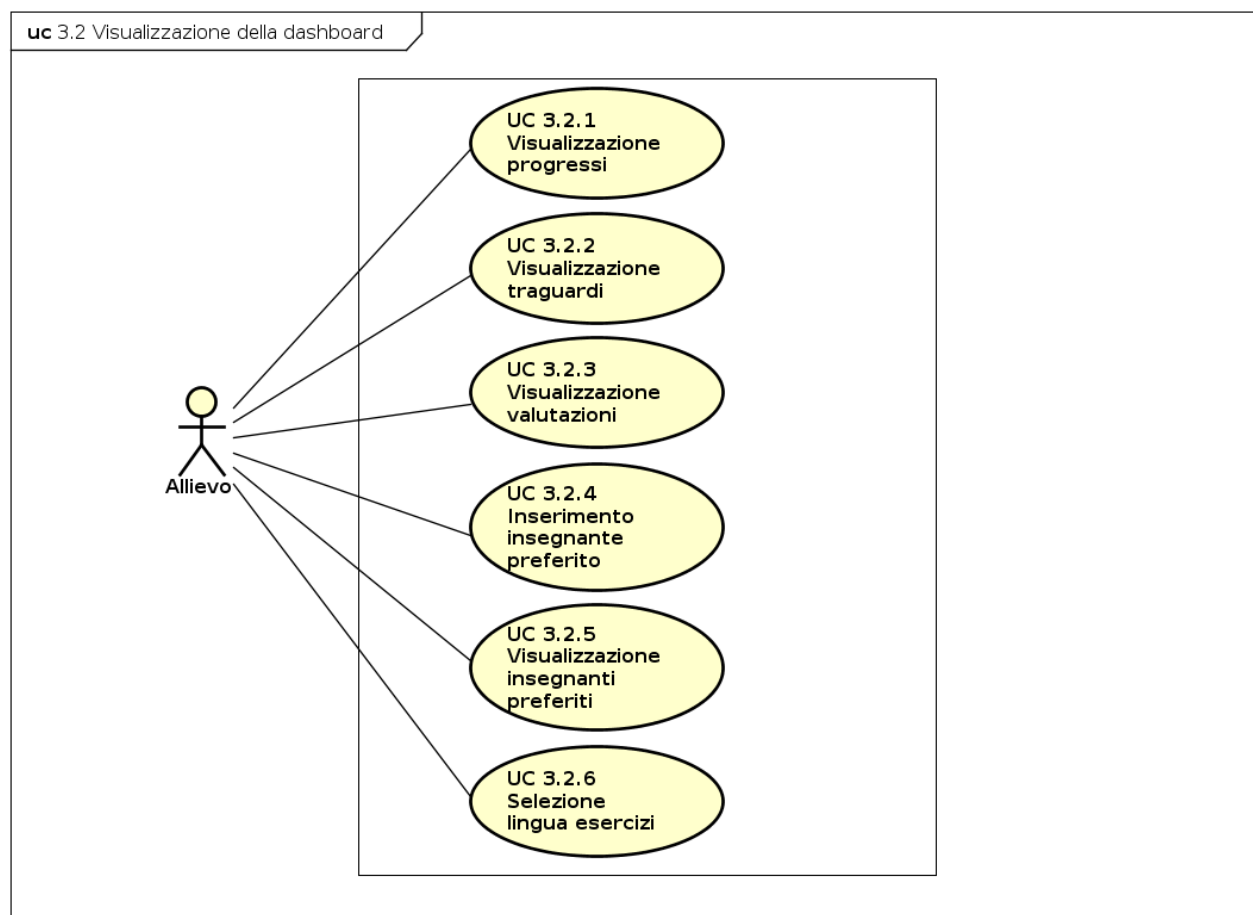 uc 3.2 Visualizzazione della dashboard
UC 3.2.1
Visualizzazione
progressi
UC 3.2.2
Visualizzazione
traguardi
UC 3.2.3
Visualizzazione
valutazioni
Allievo
UC 3.2.4
Inserimento
insegnante
preferito
UC 3.2.5
Visualizzazione
insegnanti
preferiti
UC 3.2.6
Selezione
lingua esercizi